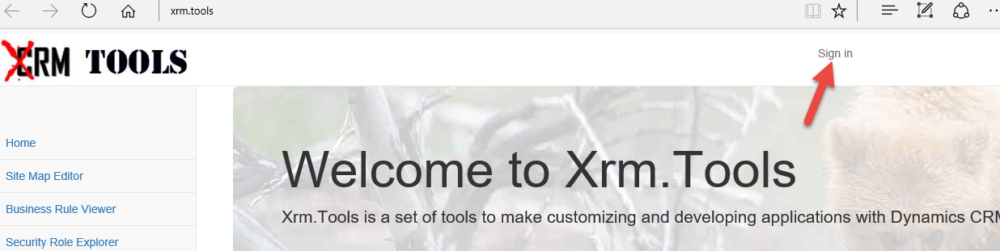 xrm.tools
XCRM TOOLS
Sign in
Home
Site Map Editor
Business Rule Viewer
Security Role Explorer
Welcome to Xrm.Tools
Xrm.Tools is a set of tools to make customizing and developing applications with Dynamics CRM